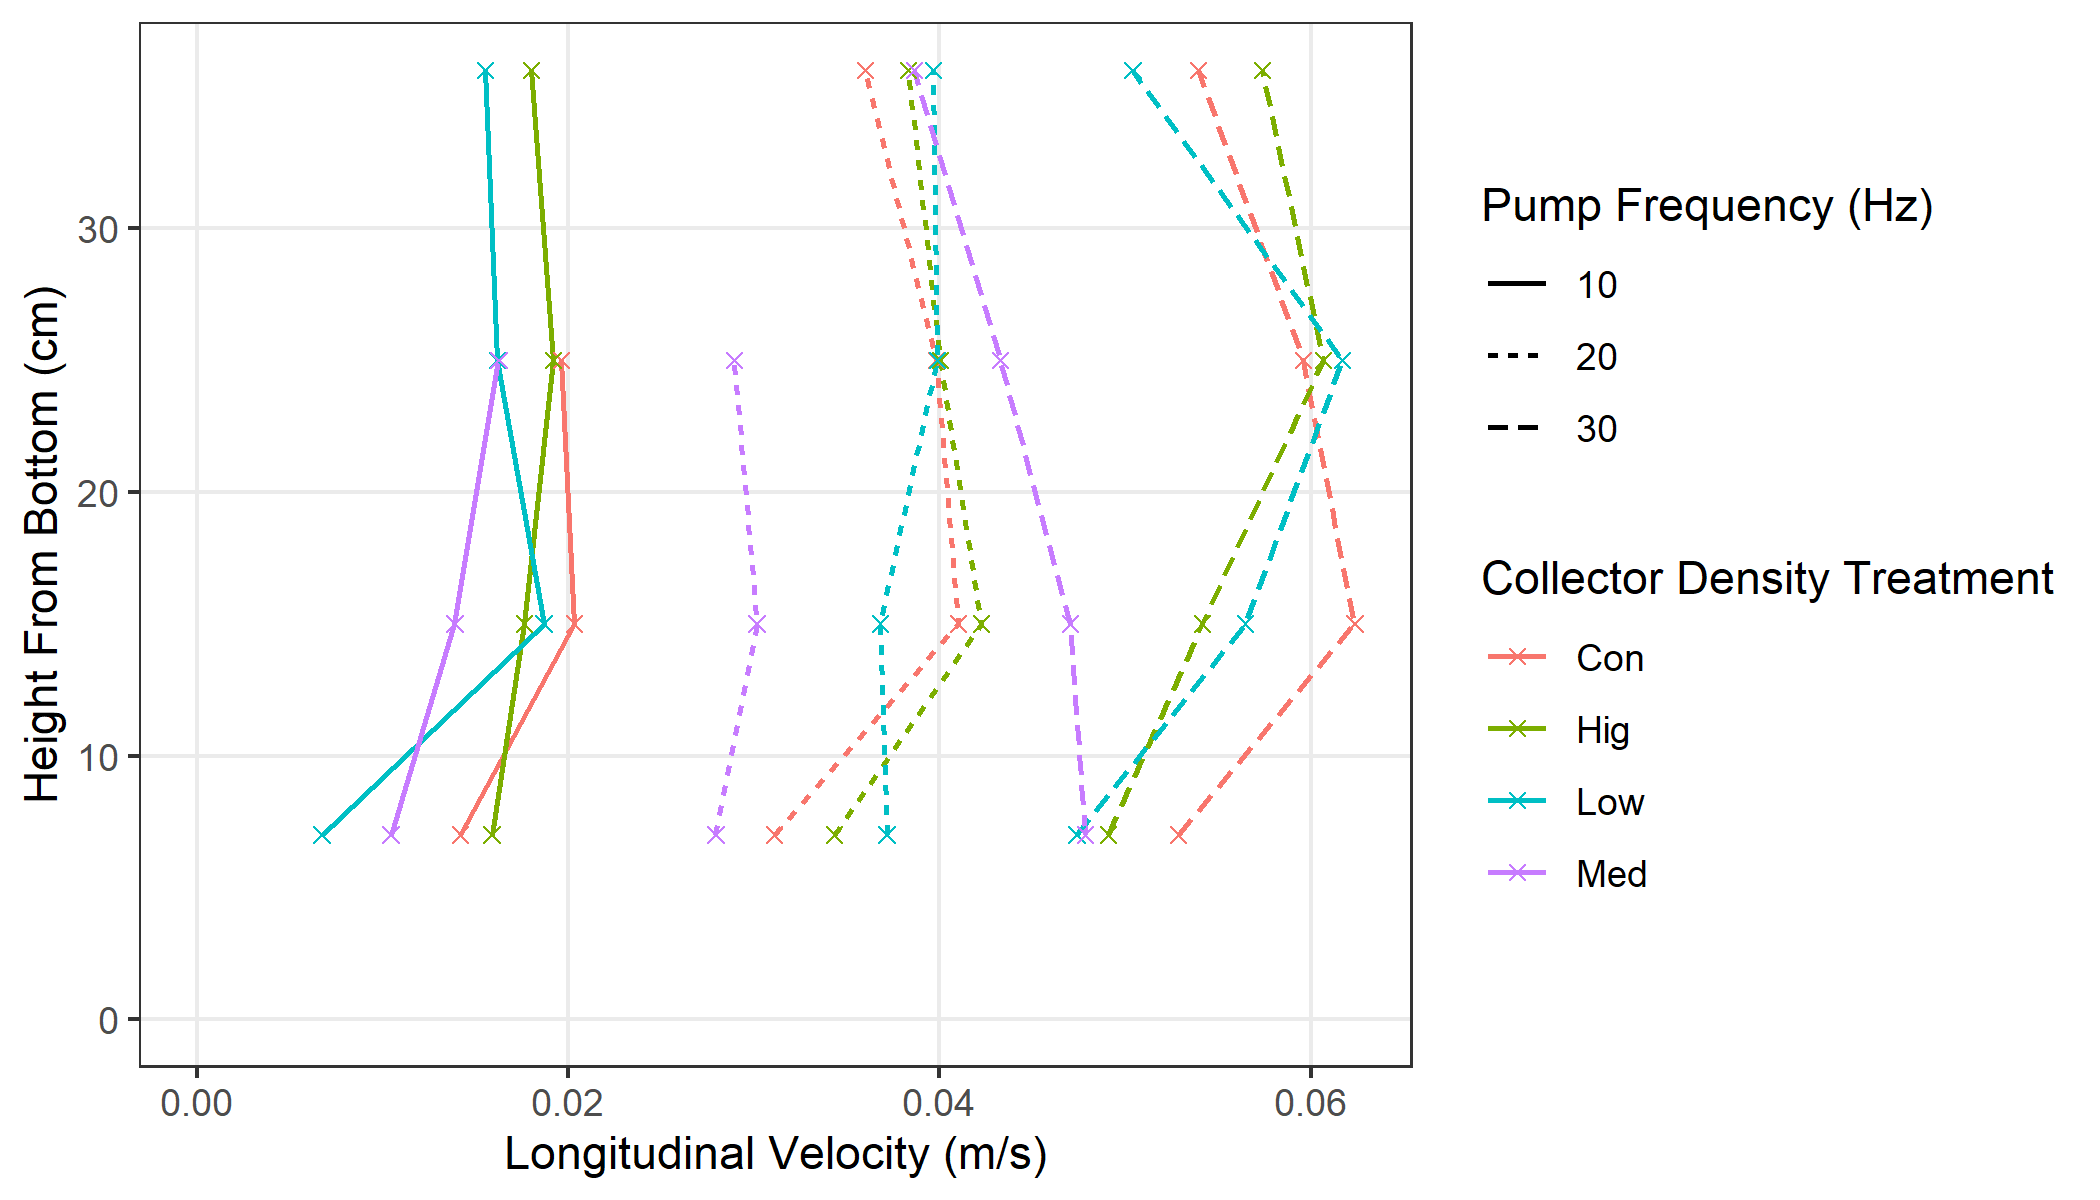 30
20
10
0
Height From Bottom (cm)
0.00 0.02 0.04 0.06
Longitudinal Velocity (m/s)
Pump Frequency (Hz)
10
20
30
Collector Density Treatment
Con
Hig
Low
Med